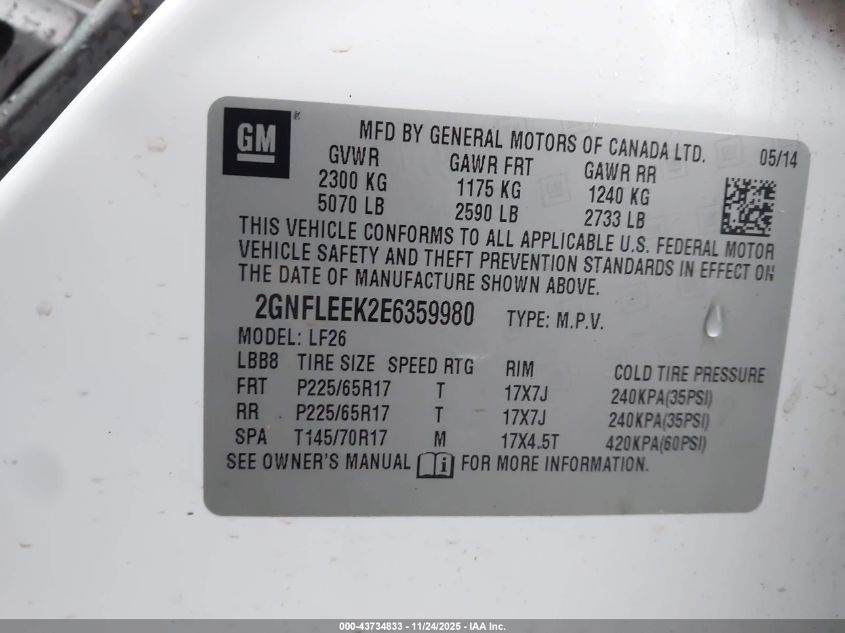 GM ®
MFD BY GENERAL MOTORS OF CANADA LTD. 05/14
GVWR GAWR FRT GAWR RR
2300 KG 1175 KG 1240 KG
5070 LB 2590 LB 2733 LB
THIS VEHICLE CONFORMS TO ALL APPLICABLE U.S. FEDERAL MOTOR
VEHICLE SAFETY AND THEFT PREVENTION STANDARDS IN EFFECT ON
THE DATE OF MANUFACTURE SHOWN ABOVE.
2GNFLEEK2E6359980 TYPE: M.P.V.
MODEL: LF26
LBB8 TIRE SIZE SPEED RTG RIM COLD TIRE PRESSURE
FRT P225/65R17 T 17X7J 240KPA(35PSI)
RR P225/65R17 T 17X7J 240KPA(35PSI)
SPA T145/70R17 M 17X4.5T 420KPA(60PSI)
SEE OWNER'S MANUAL FOR MORE INFORMATION.
000-43734833 - 11/24/2025 - IAA Inc.